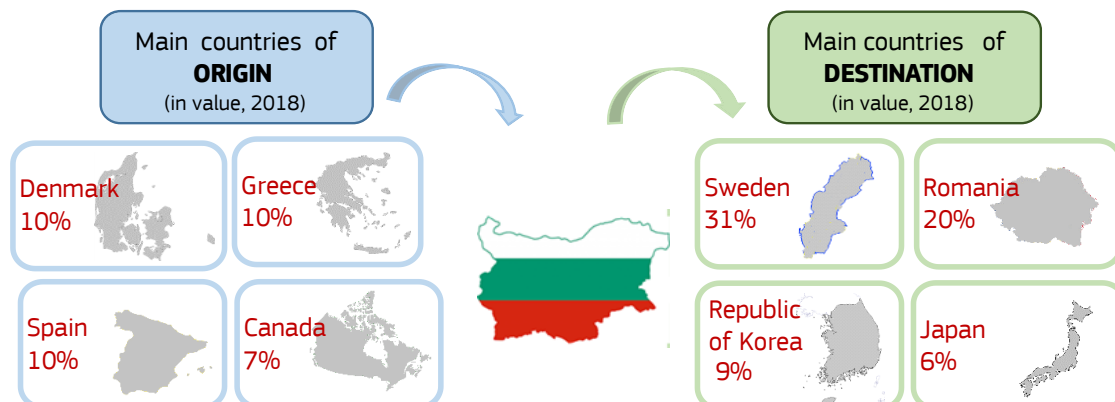 Main countries of
ORIGIN
(in value, 2018)
Main countries of
DESTINATION
(in value, 2018)
Denmark
10%
Greece
10%
Sweden
31%
Romania
20%
Spain
10%
Canada
7%
Republic
of Korea
9%
Japan
6%